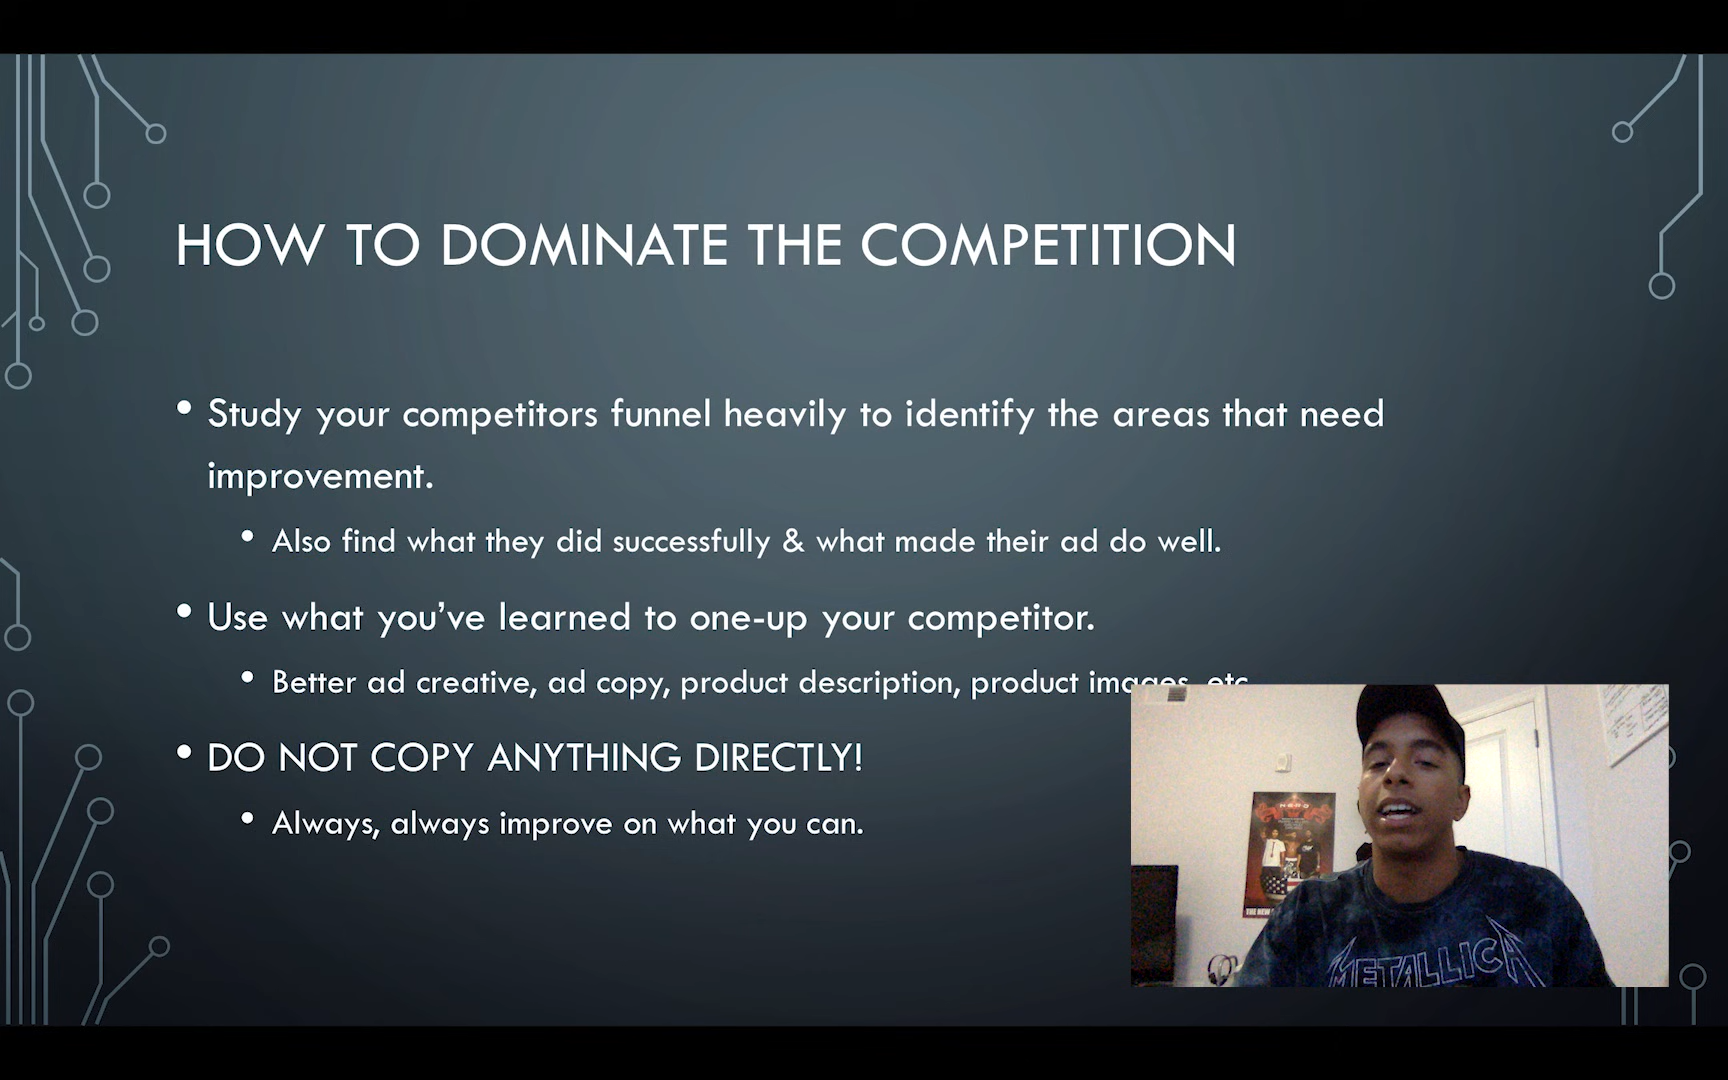 HOW TO DOMINATE THE COMPETITION
• Study your competitors funnel heavily to identify the areas that need
improvement.
• Also find what they did successfully & what made their ad do well.
• Use what you’ve learned to one-up your competitor.
• Better ad creative, ad copy, product description, product images, etc
• DO NOT COPY ANYTHING DIRECTLY!
• Always, always improve on what you can.
THE NEW
METALLICA